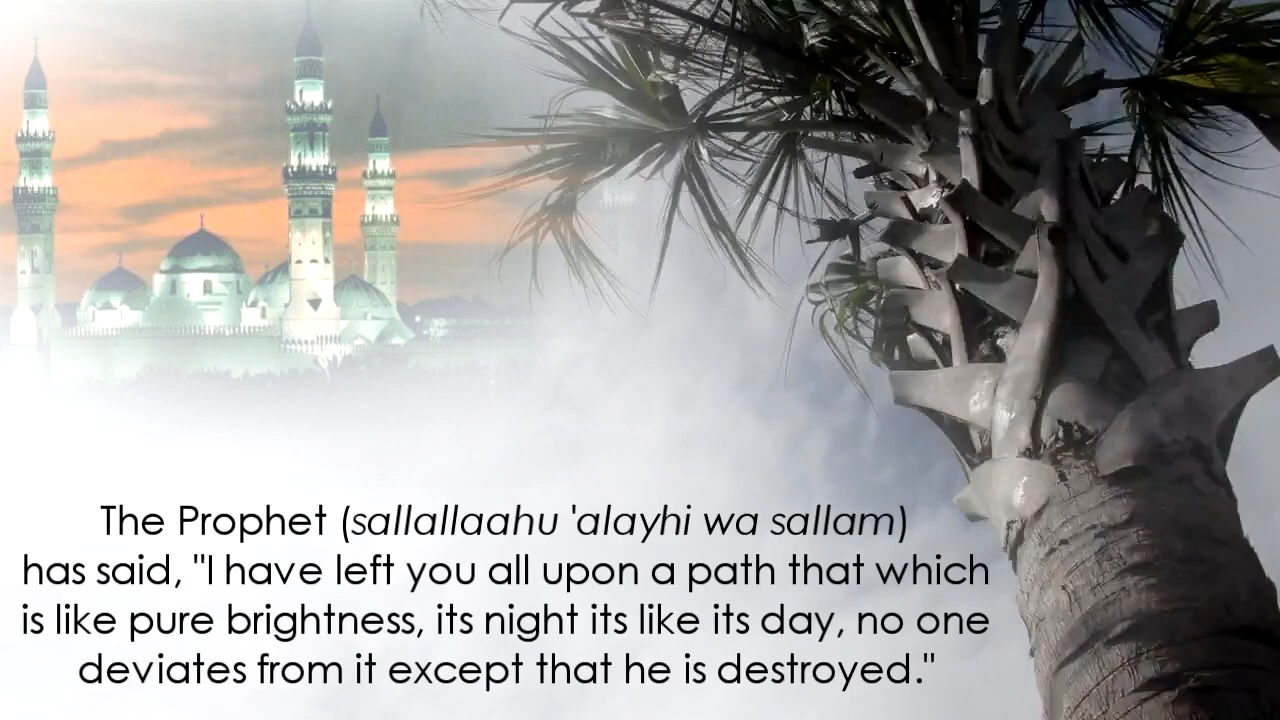 The Prophet (sallallaahu 'alayhi wa sallam)
has said, "I have left you all upon a path that which
is like pure brightness, its night its like its day, no one
deviates from it except that he is destroyed."